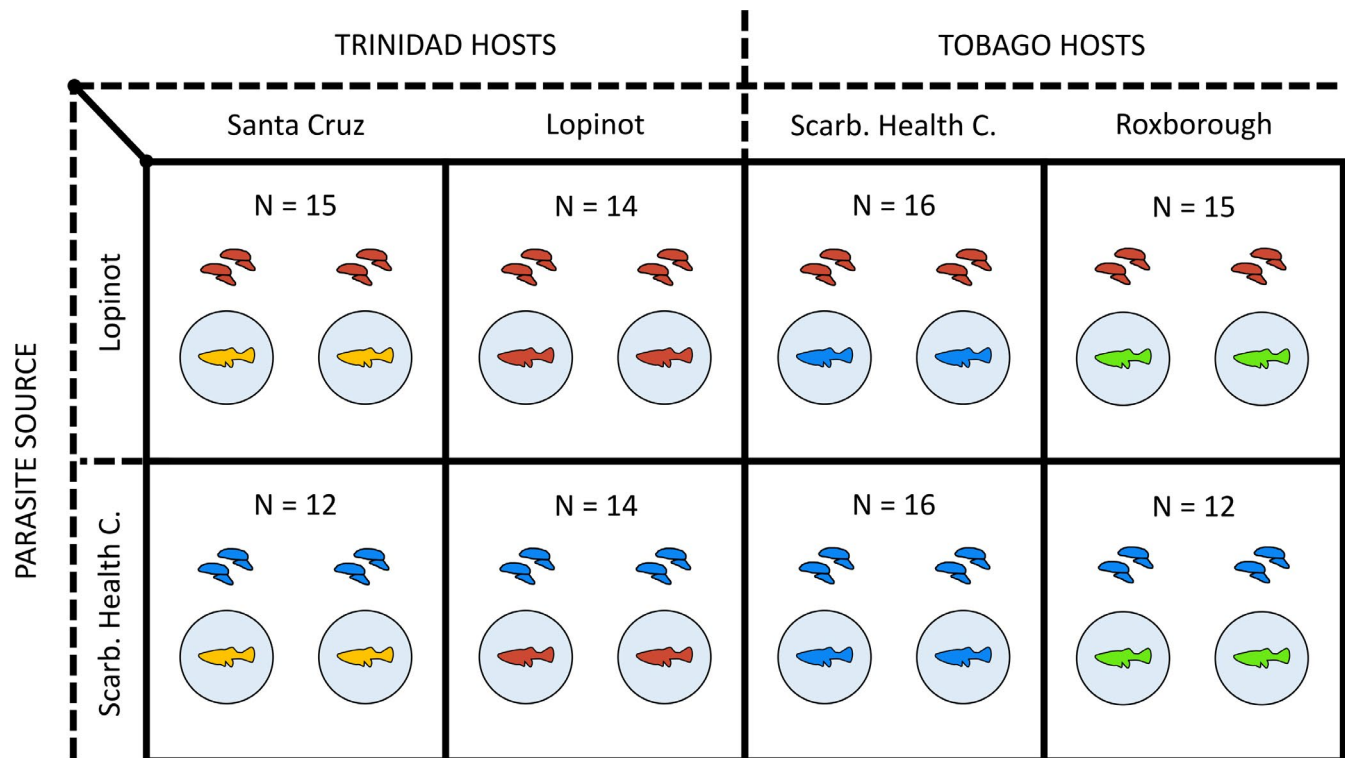 TRINIDAD HOSTS
TOBAGO HOSTS
Santa Cruz
Lopinot
Scarb. Health C.
Roxborough
PARASITE SOURCE
Lopinot
N = 15
N = 14
N = 16
N = 15
Scarb. Health C.
N = 12
N = 14
N = 16
N = 12